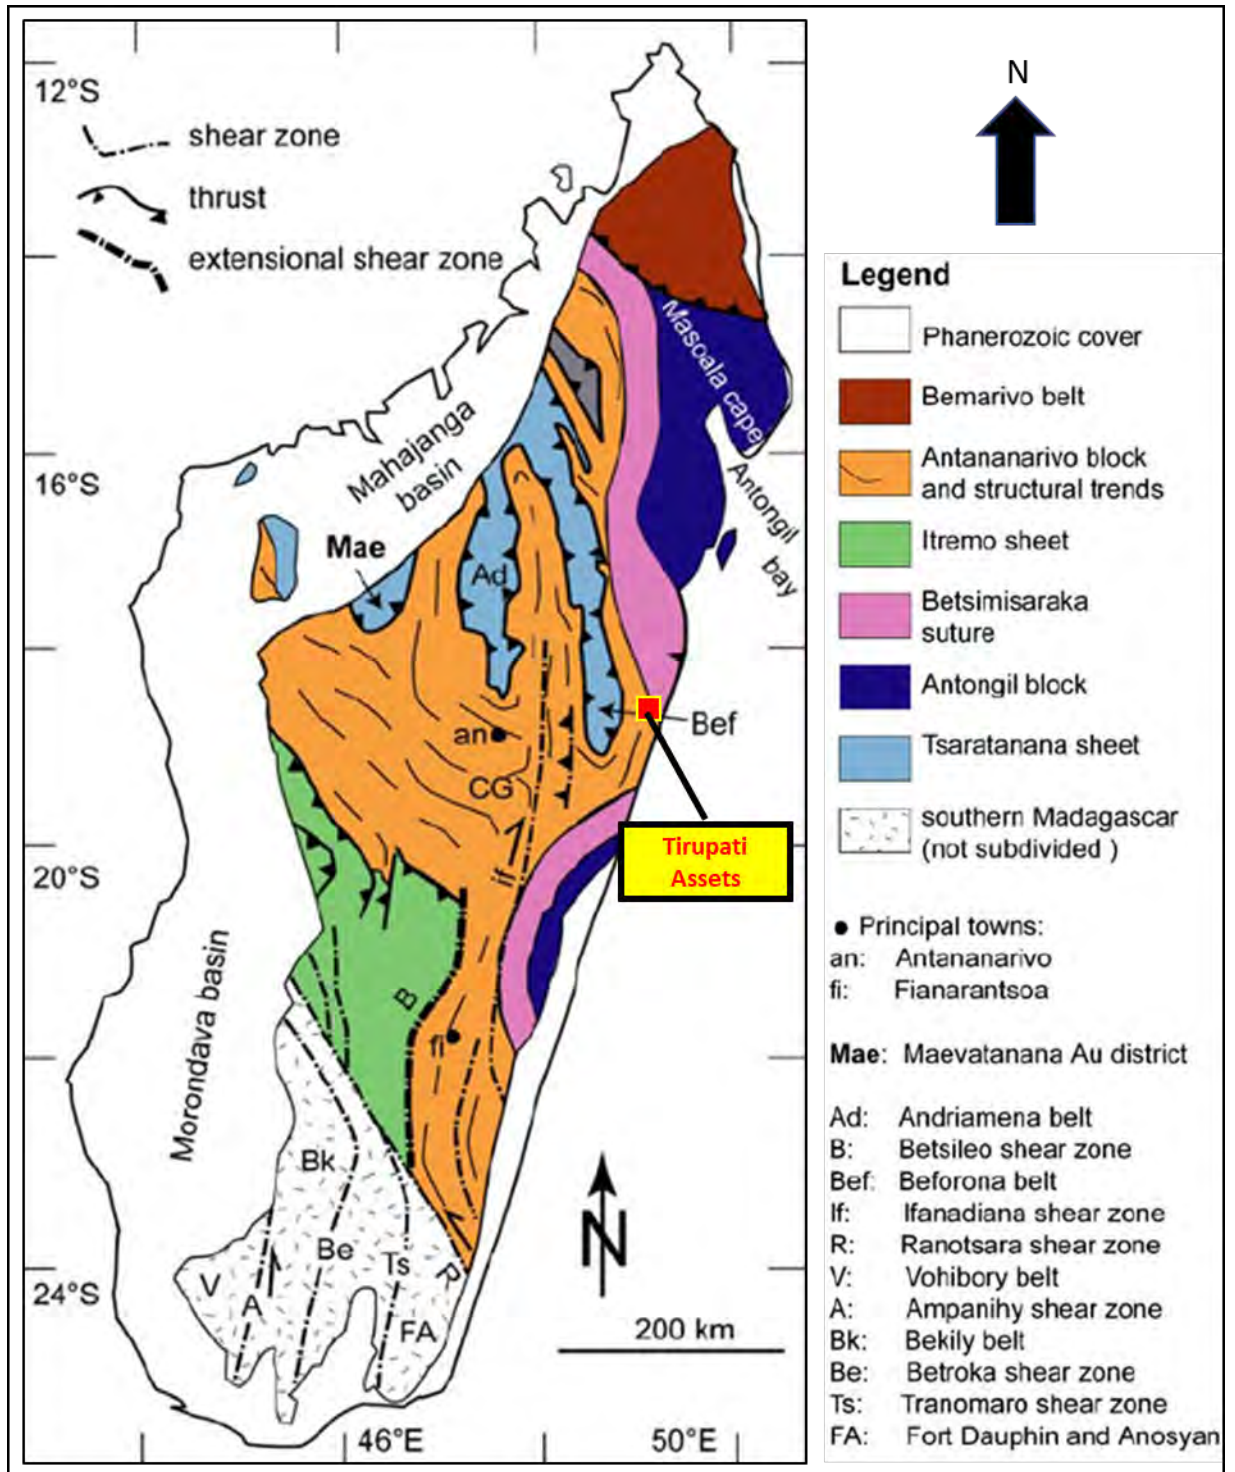 12°S
shear zone
thrust
extensional shear zone
Masoala cape
Mahajanga
basin
16°S
Antongil
bay
Mae
Ad
Bef
an
CG
Tirupati
Assets
if
20°S
B
fi
Morondava basin
Bk
Be
Ts
R
V
A
FA
24°S
N
200 km
46°E
50°E
N
Legend
Phanerozoic cover
Bemarivo belt
Antananarivo block
and structural trends
Itremo sheet
Betsimisaraka
suture
Antongil block
Tsaratanana sheet
southern Madagascar
(not subdivided )
Principal towns:
an: Antananarivo
fi: Fianarantsoa
Mae: Maevatanana Au district
Ad: Andriamena belt
B: Betsileo shear zone
Bef: Beforona belt
If: Ifanadiana shear zone
R: Ranotsara shear zone
V: Vohibory belt
A: Ampanihy shear zone
Bk: Bekily belt
Be: Betroka shear zone
Ts: Tranomaro shear zone
FA: Fort Dauphin and Anosyan